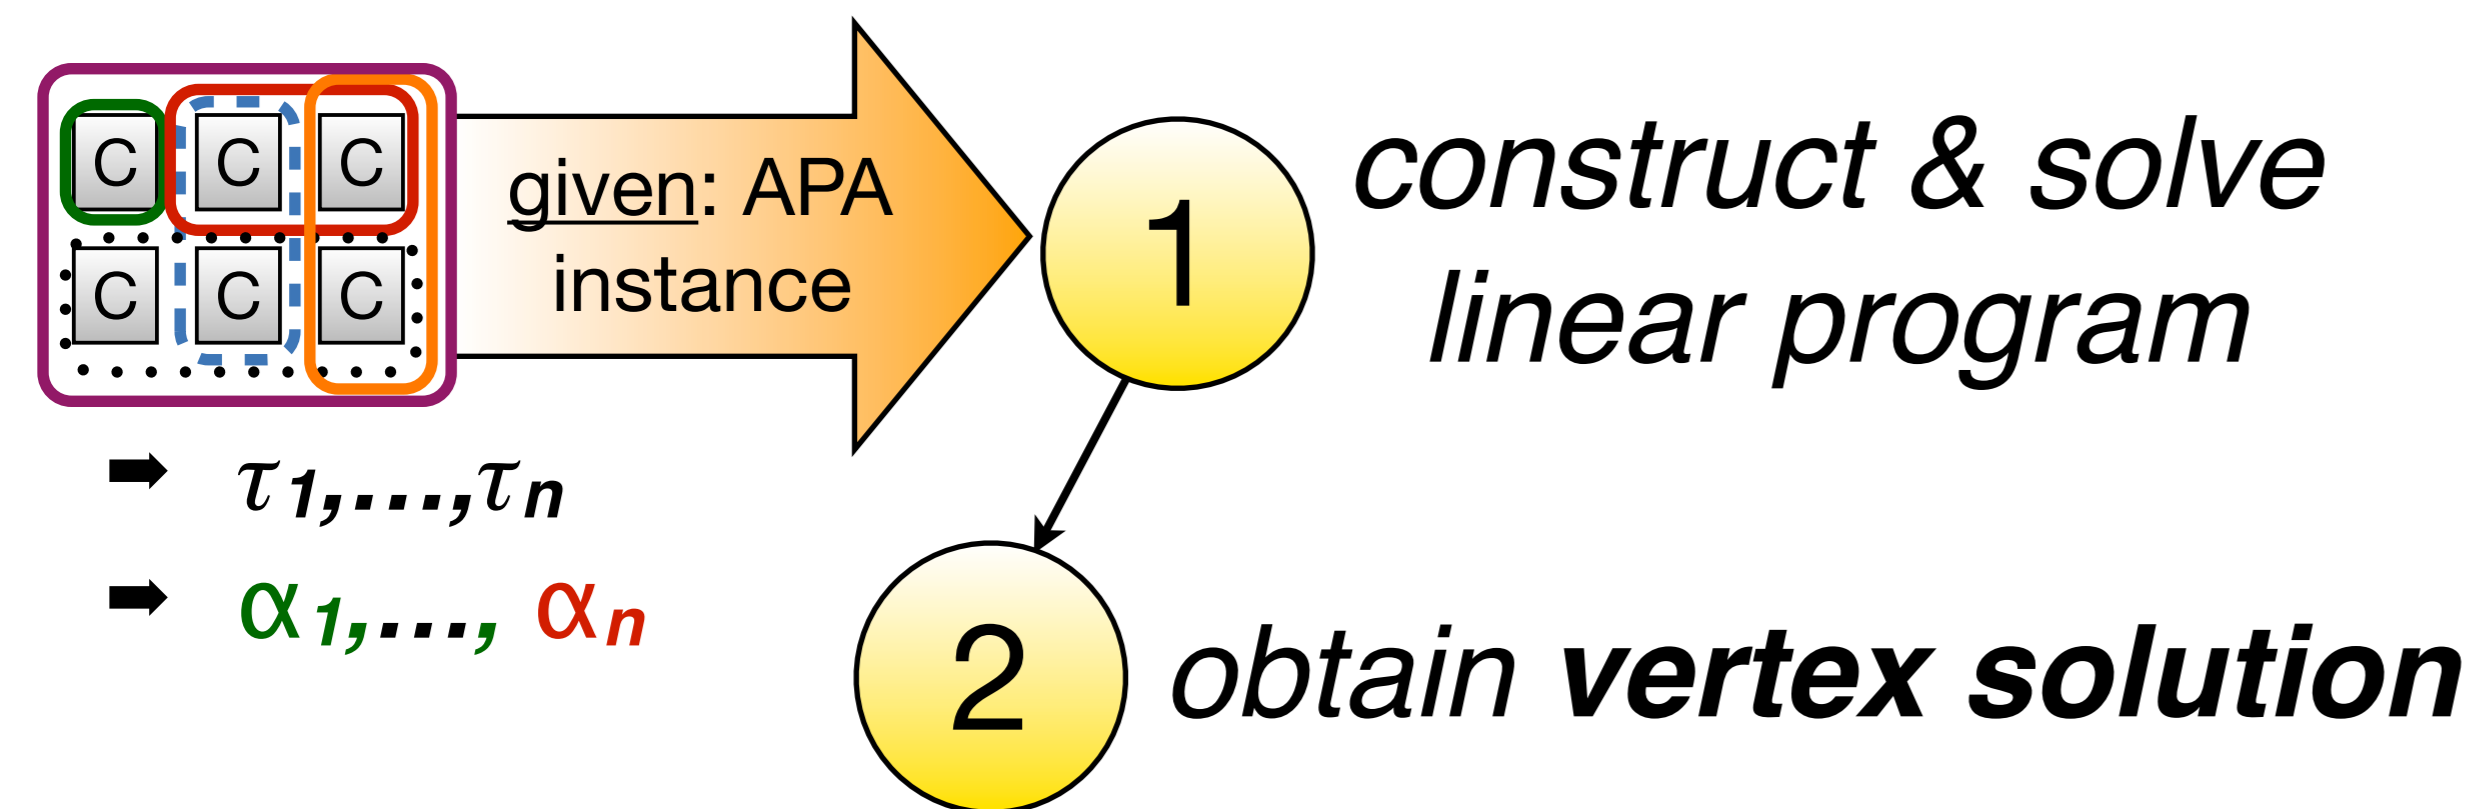 C C C
C C C
given: APA
instance
τ1,...,τn
α1,..., αn
1
construct & solve
linear program
2
obtain vertex solution